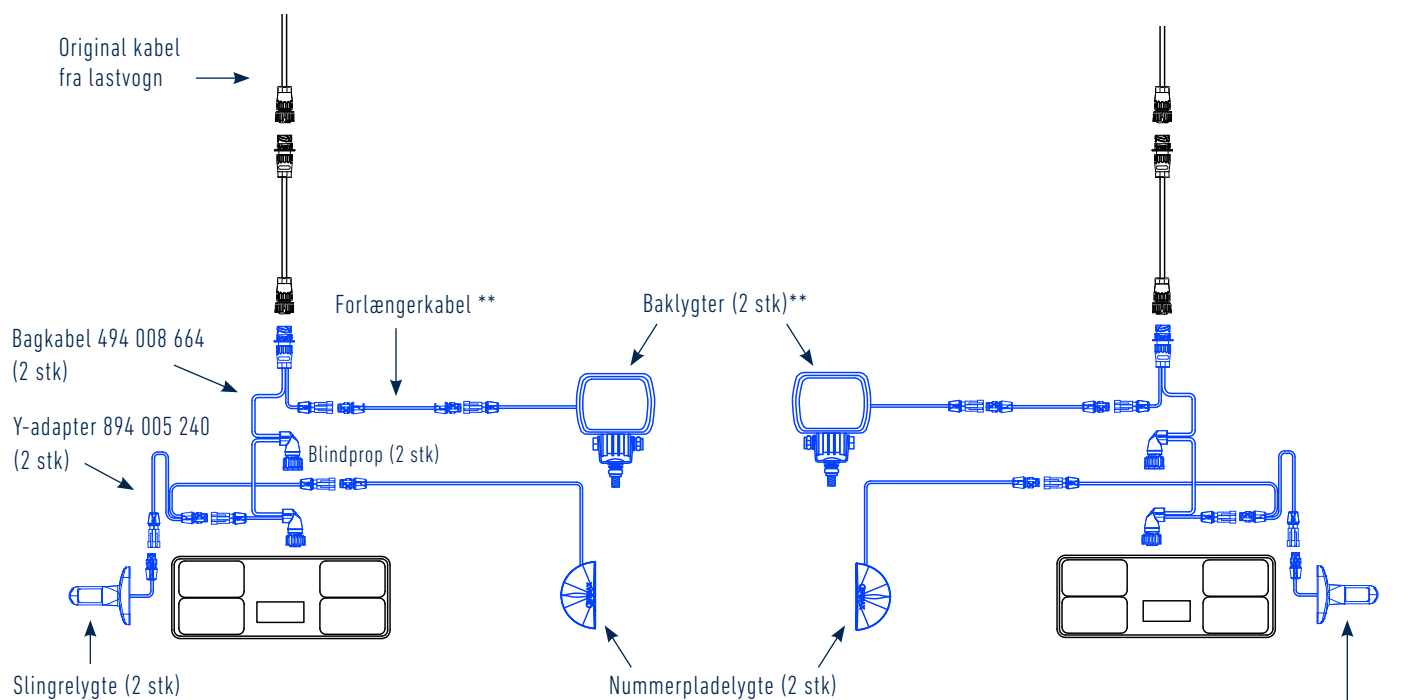 Original kabel
fra lastvogn
Forlængerkabel **
Baklygter (2 stk)**
Bagkabel 494 008 664
(2 stk)
Y-adapter 894 005 240
(2 stk)
Blindprop (2 stk)
Slingrelygte (2 stk)
Nummerpladelygte (2 stk)